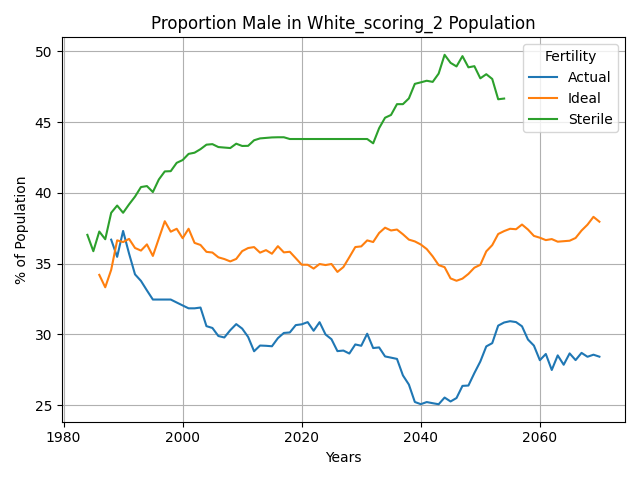 Proportion Male in White_scoring_2 Population
Fertility
Actual
Ideal
Sterile
% of Population
50
45
40
35
30
25
1980
2000
2020
2040
2060
Years